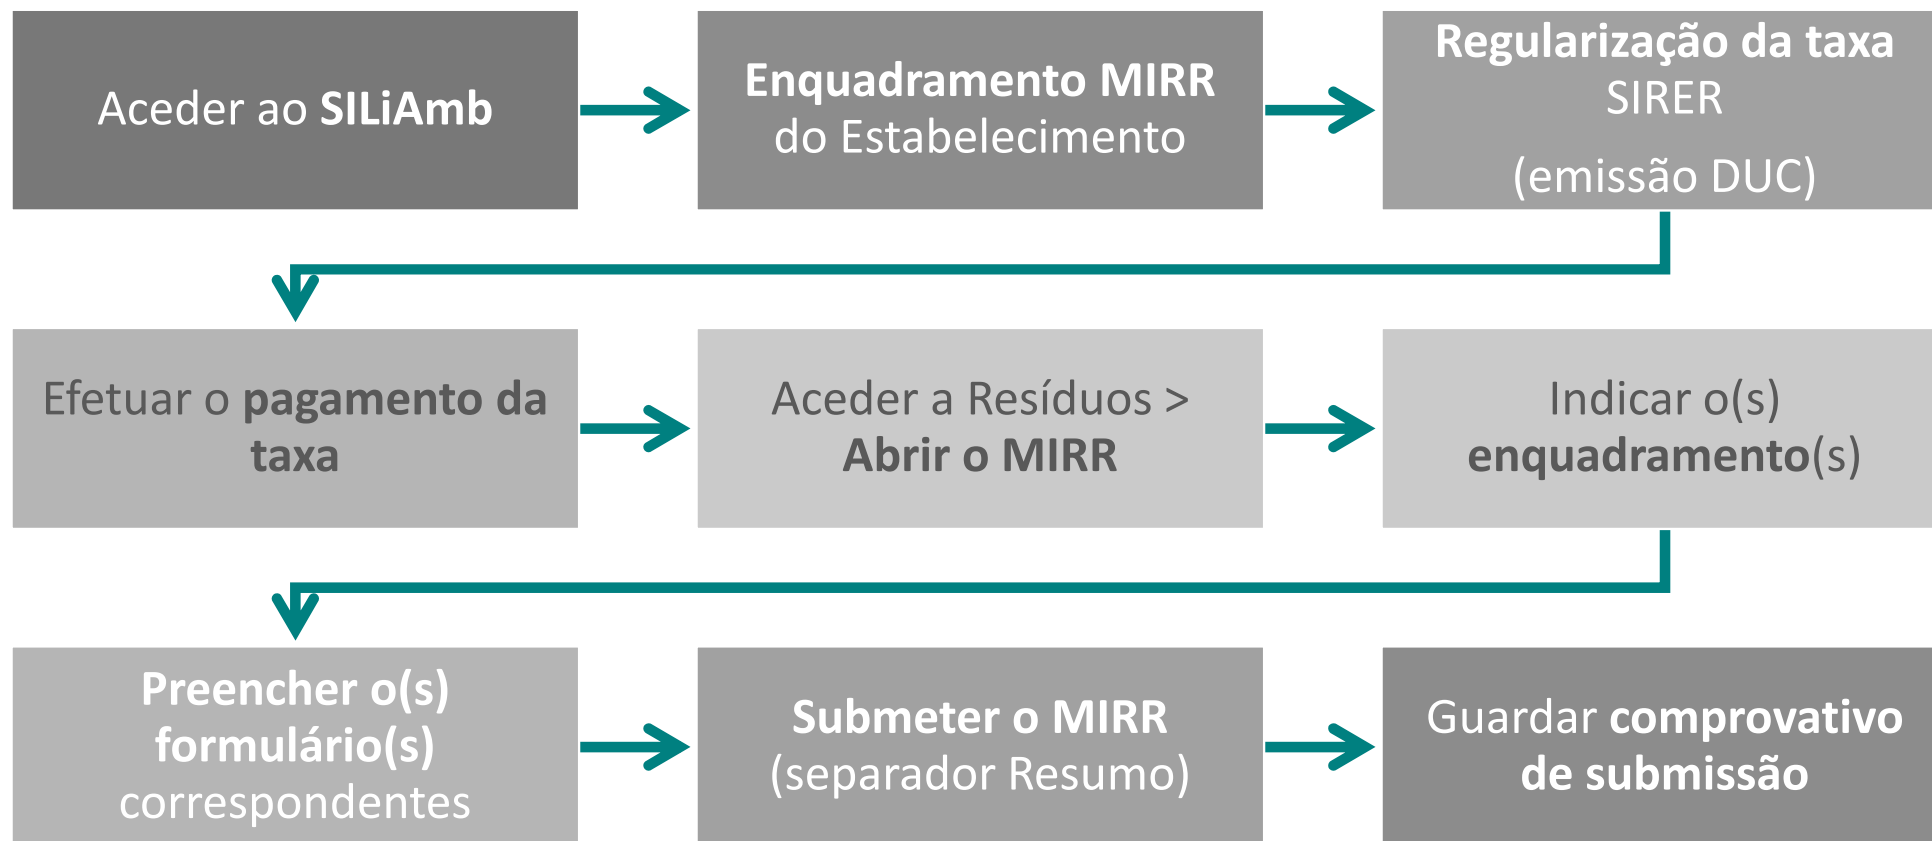 Aceder ao SILiAmb
Enquadramento MIRR
do Estabelecimento
Regularização da taxa
SIRER
(emissão DUC)
Efetuar o pagamento da
taxa
Aceder a Resíduos >
Abrir o MIRR
Indicar o(s)
enquadramento(s)
Preencher o(s)
formulário(s)
correspondentes
Submeter o MIRR
(separador Resumo)
Guardar comprovativo
de submissão